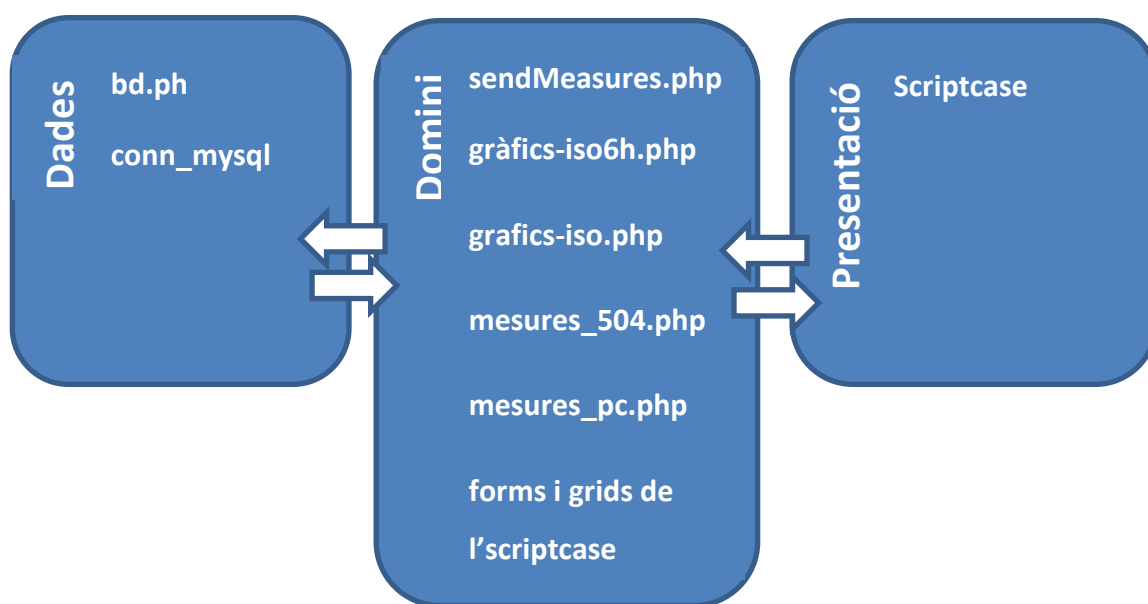 Dades
bd.ph
conn_mysql
Domini
sendMeasures.php
gràfics-iso6h.php
grafics-iso.php
mesures_504.php
mesures_pc.php
forms i grids de
l’scriptcase
Presentació
Scriptcase